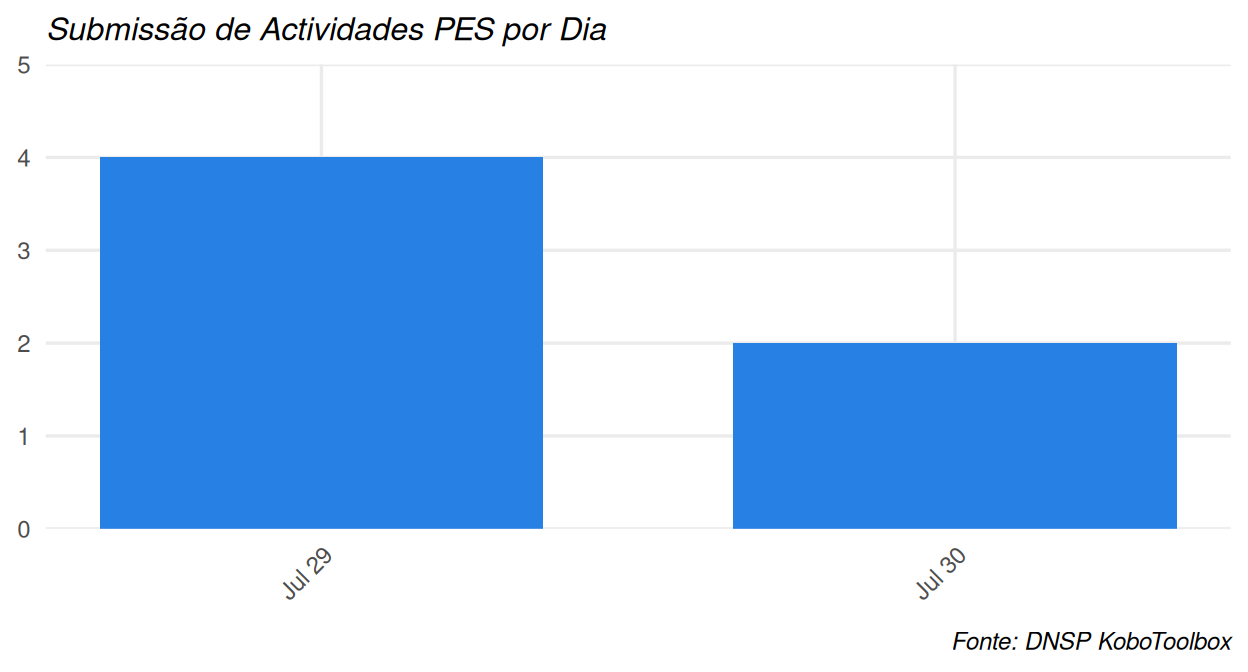 Submissão de Actividades PES por Dia
5
4
3
2
1
0
Jul 29
Jul 30
Fonte: DNSP KoboToolbox